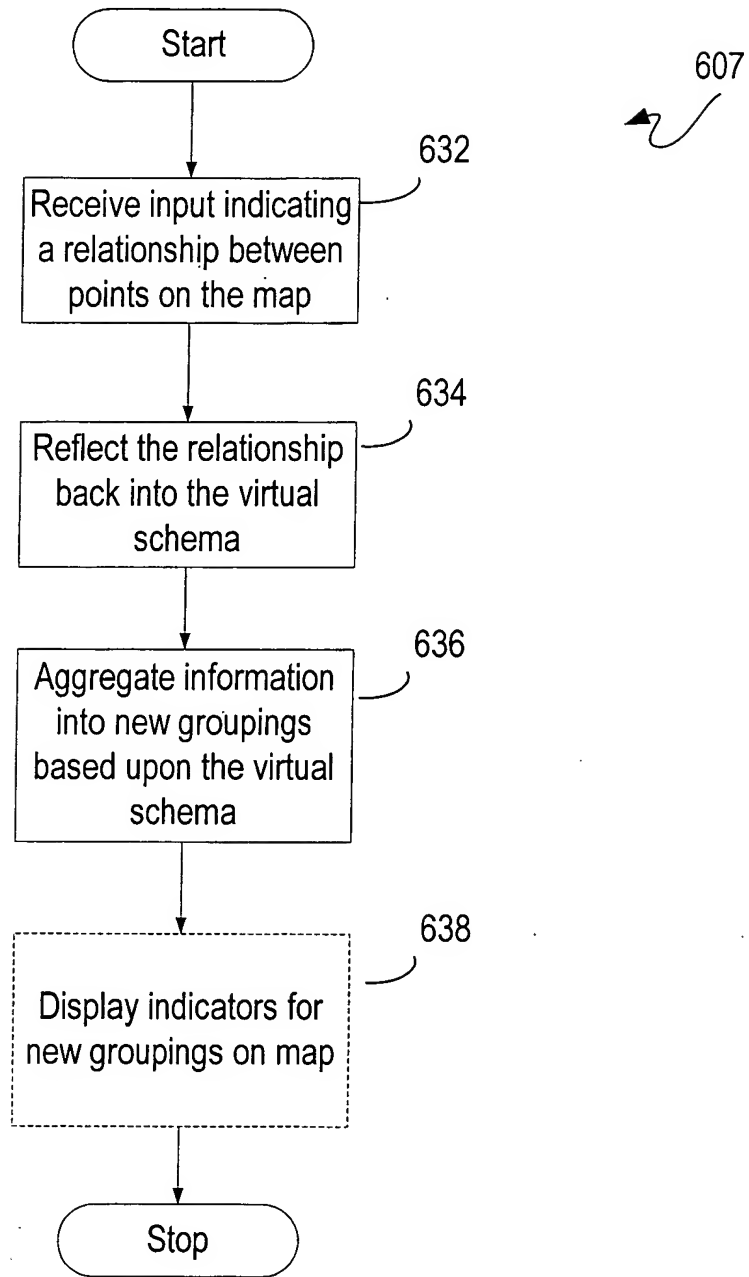 Start
607
632
Receive input indicating
a relationship between
points on the map
634
Reflect the relationship
back into the virtual
schema
636
Aggregate information
into new groupings
based upon the virtual
schema
638
Display indicators for
new groupings on map
Stop